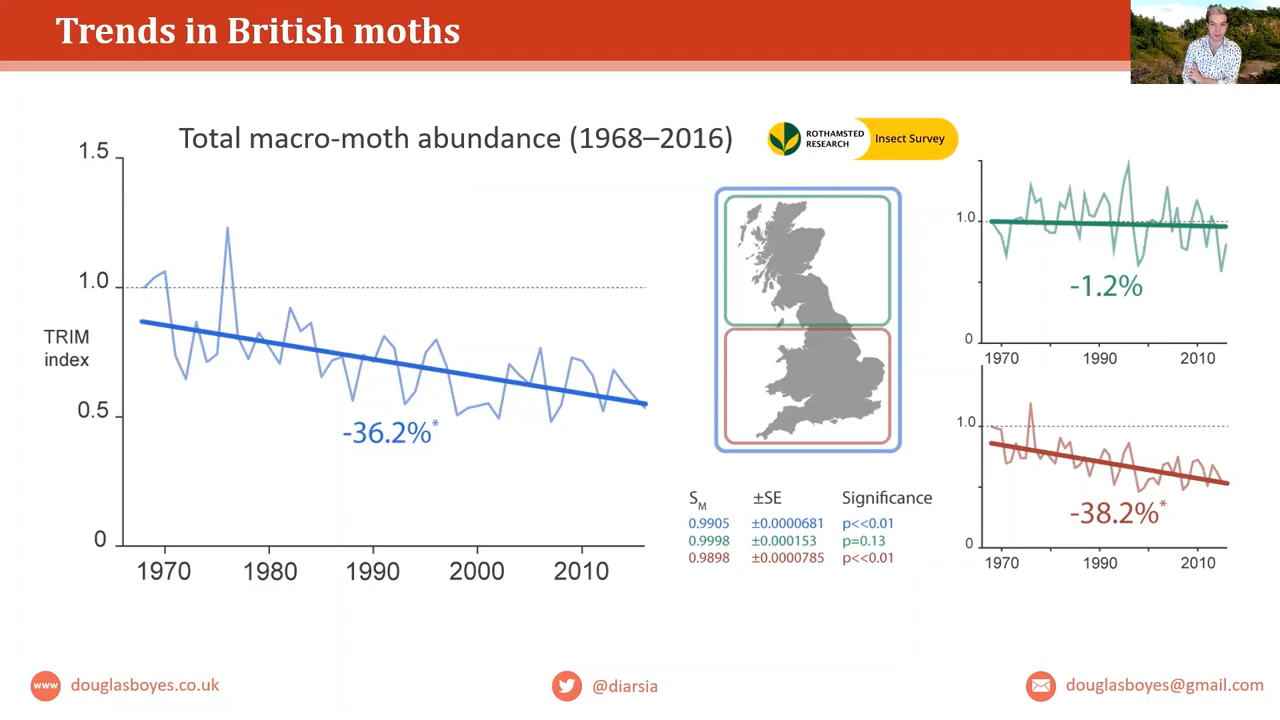 Trends in British moths
Total macro-moth abundance (1968–2016)
ROTHAMSTED
RESEARCH
Insect Survey
1.5
1.0
TRIM
index
0.5
0
-36.2%*
1970 1980 1990 2000 2010
S_M ±SE Significance
0.9905 ±0.0000681 p<<0.01
0.9998 ±0.000153 p=0.13
0.9898 ±0.0000785 p<<0.01
1.0
-1.2%
0
1970 1990 2010
1.0
-38.2%*
0
1970 1990 2010
www douglasboyes.co.uk
@diarsia
douglasboyes@gmail.com